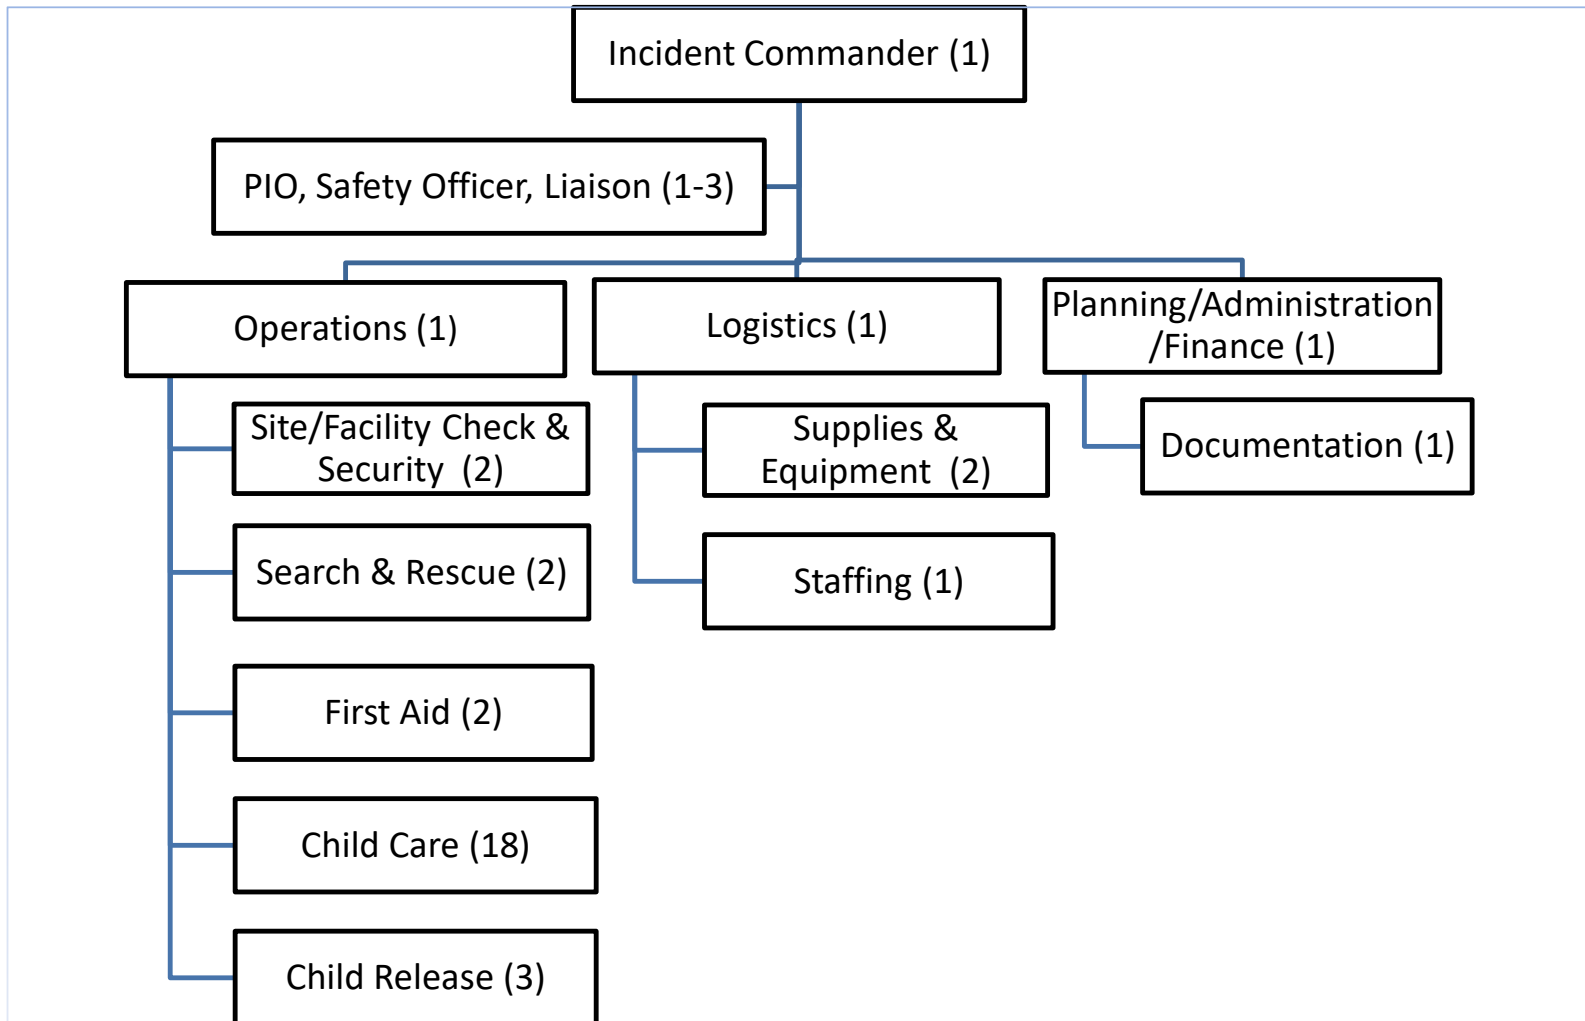 Incident Commander (1)
PIO, Safety Officer, Liaison (1-3)
Operations (1)
Site/Facility Check &
Security  (2)
Search & Rescue (2)
First Aid (2)
Child Care (18)
Child Release (3)
Logistics (1)
Supplies &
Equipment  (2)
Staffing (1)
Planning/Administration
/Finance (1)
Documentation (1)